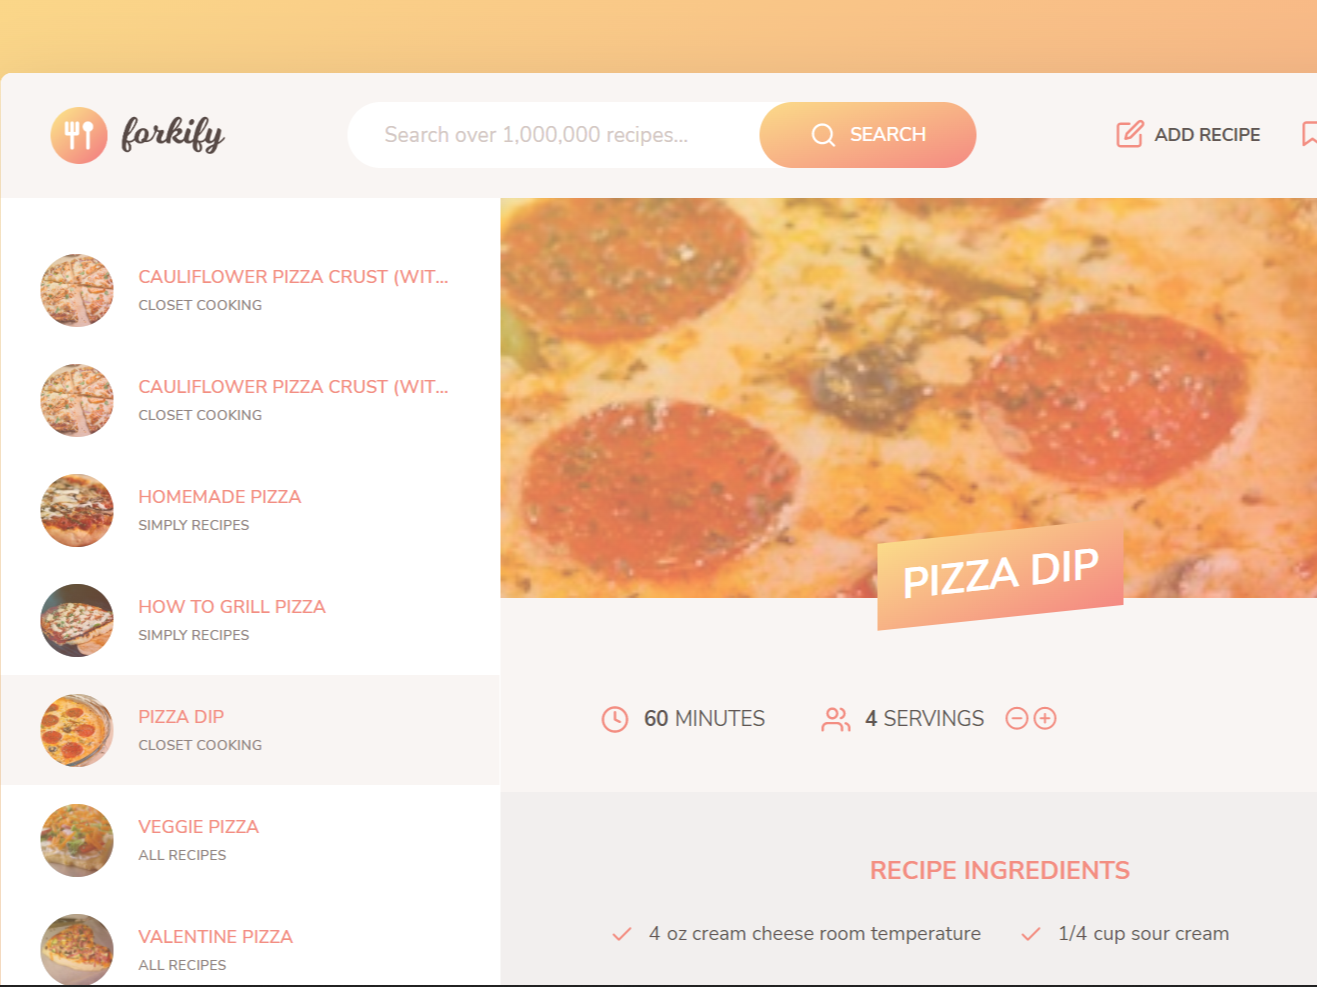 forkify
Search over 1,000,000 recipes...
SEARCH
ADD RECIPE
CAULIFLOWER PIZZA CRUST (WIT...
CLOSET COOKING
CAULIFLOWER PIZZA CRUST (WIT...
CLOSET COOKING
HOMEMADE PIZZA
SIMPLY RECIPES
HOW TO GRILL PIZZA
SIMPLY RECIPES
PIZZA DIP
CLOSET COOKING
VEGGIE PIZZA
ALL RECIPES
VALENTINE PIZZA
ALL RECIPES
PIZZA DIP
60 MINUTES
4 SERVINGS
RECIPE INGREDIENTS
4 oz cream cheese room temperature
1/4 cup sour cream